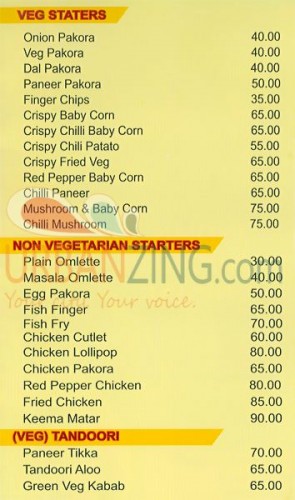 VEG STATERS
Onion Pakora 40.00
Veg Pakora 40.00
Dal Pakora 40.00
Paneer Pakora 50.00
Finger Chips 35.00
Crispy Baby Corn 65.00
Crispy Chilli Baby Corn 65.00
Crispy Chili Patato 55.00
Crispy Fried Veg 65.00
Red Pepper Baby Corn 65.00
Chilli Paneer 65.00
Mushroom & Baby Corn 75.00
Chilli Mushroom 75.00
NON VEGETARIAN STARTERS
Plain Omlette 30.00
Masala Omlette 40.00
URBANZING.com
Egg Pakora 50.00
Your voice.
Fish Finger 65.00
Fish Fry 70.00
Chicken Cutlet 60.00
Chicken Lollipop 80.00
Chicken Pakora 65.00
Red Pepper Chicken 80.00
Fried Chicken 85.00
Keema Matar 90.00
(VEG) TANDOORI
Paneer Tikka 70.00
Tandoori Aloo 65.00
Green Veg Kabab 65.00